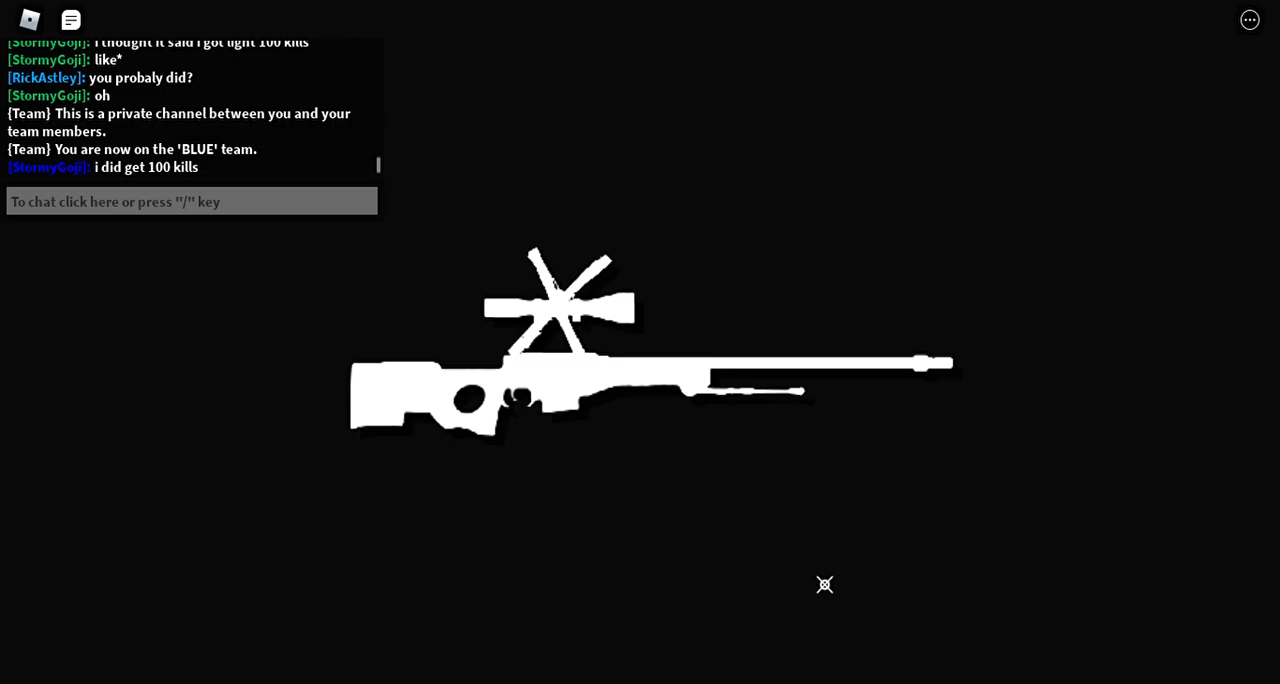 [StormyGoji]: i thought it said i got light 100 kills
[StormyGoji]: like*
[RickAstley]: you probaly did?
[StormyGoji]: oh
{Team} This is a private channel between you and your
team members.
{Team} You are now on the 'BLUE' team.
[StormyGoji]: i did get 100 kills
To chat click here or press "/" key